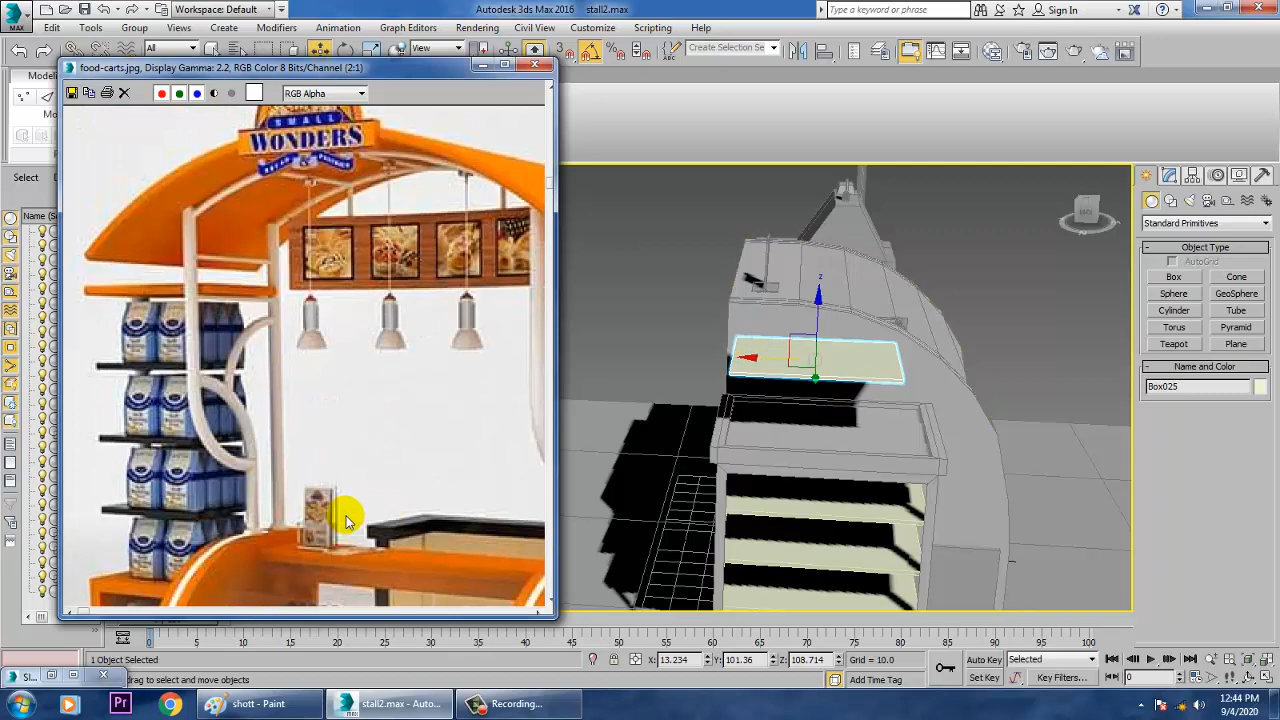 Workspace: Default
Autodesk 3ds Max 2016
stall2.max
Type a keyword or phrase
Sign In
MAX
Edit
Tools
Group
Views
Create
Modifiers
Animation
Graph Editors
Rendering
Civil View
Customize
Scripting
Help
All
View
3
Create Selection Se
food-carts.jpg, Display Gamma: 2.2, RGB Color 8 Bits/Channel (2:1)
RGB Alpha
Select
Name (
SMALL
WONDERS
z
Standard Primitives
Object Type
AutoGrid
Box
Cone
Sphere
GeoSphere
Cylinder
Tube
Torus
Pyramid
Teapot
Plane
Name and Color
Box025
0 5 10 15 20 25 30 35 40 45 50 55 60 65 70 75 80 85 90 95 100
1 Object Selected
X: 13.234
Y: 101.36
Z: 108.714
Grid = 10.0
Auto Key
Selected
drag to select and move objects
Add Time Tag
Set Key
Key Filters...
0
shott - Paint
stall2.max - Auto...
Recording...
12:44 PM
9/4/2020